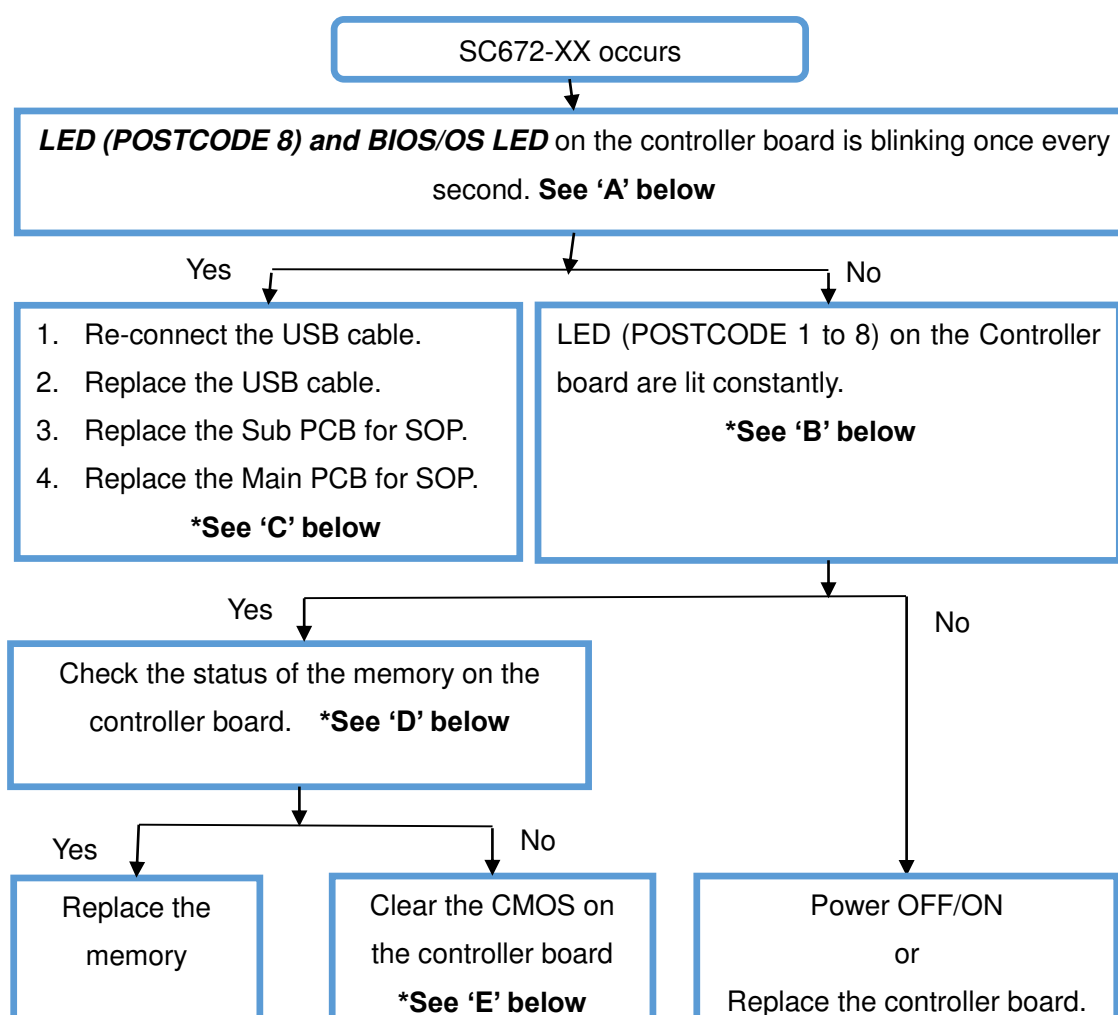 SC672-XX occurs
LED (POSTCODE 8) and BIOS/OS LED on the controller board is blinking once every
second. See ‘A’ below
Yes
No
1. Re-connect the USB cable.
2. Replace the USB cable.
3. Replace the Sub PCB for SOP.
4. Replace the Main PCB for SOP.
*See ‘C’ below
LED (POSTCODE 1 to 8) on the Controller
board are lit constantly.
*See ‘B’ below
Yes
No
Check the status of the memory on the
controller board. *See ‘D’ below
Yes
No
Replace the
memory
Clear the CMOS on
the controller board
*See ‘E’ below
Power OFF/ON
or
Replace the controller board.